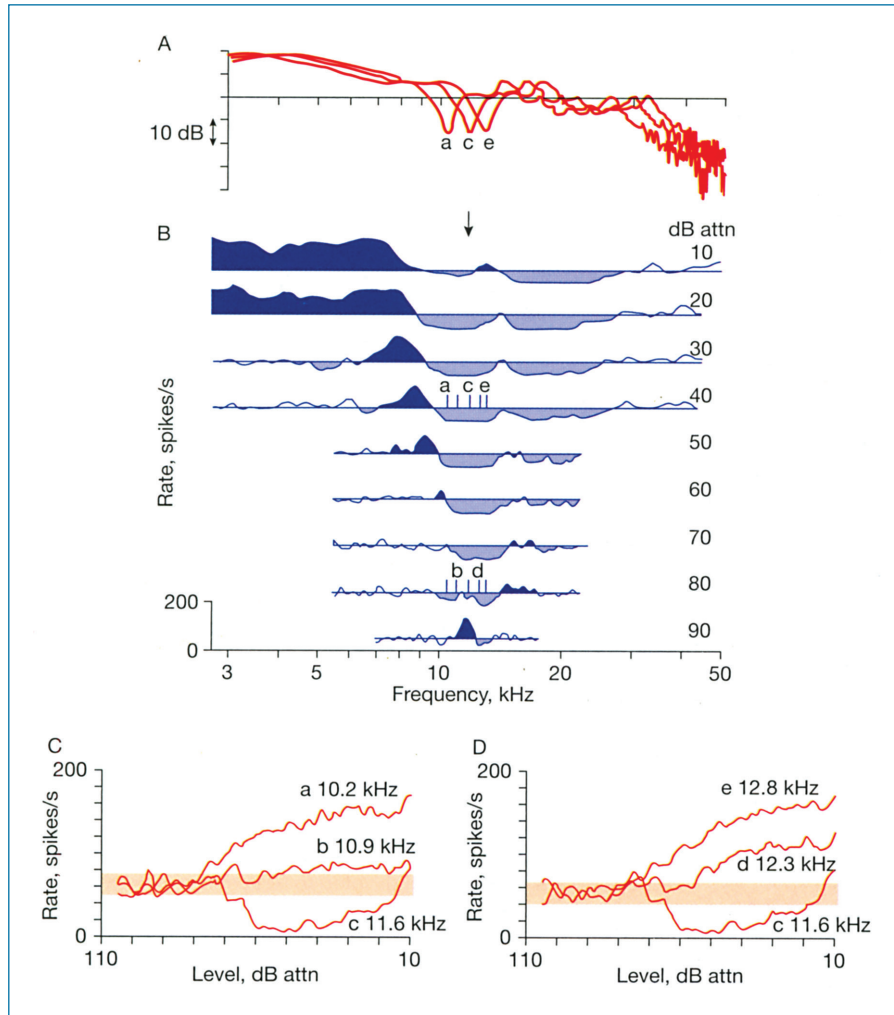 A
10 dB
a c e
B
dB attn
10
20
30
a c e
40
50
60
70
b d
80
90
Rate, spikes/s
200
0
3 5 10 20 50
Frequency, kHz
C
200
Rate, spikes/s
a 10.2 kHz
b 10.9 kHz
c 11.6 kHz
0
110 10
Level, dB attn
D
200
Rate, spikes/s
e 12.8 kHz
d 12.3 kHz
c 11.6 kHz
0
110 10
Level, dB attn